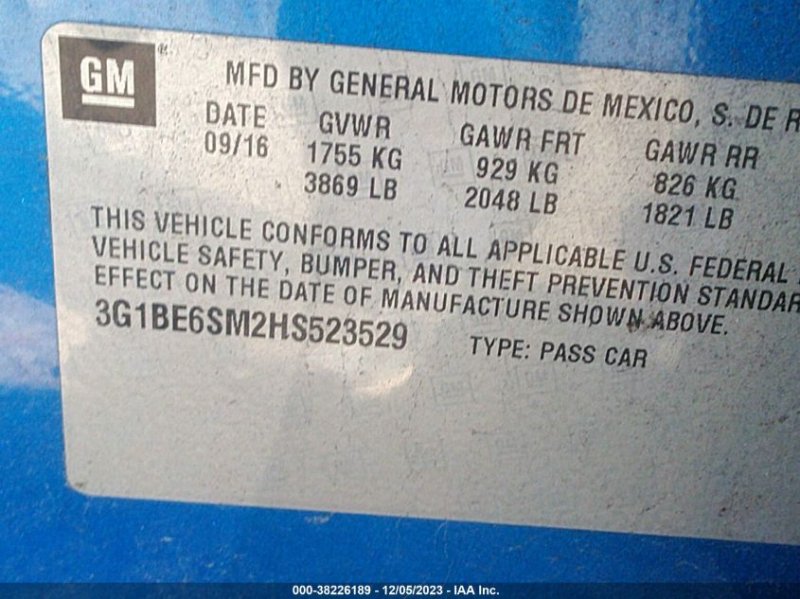 GM®
MFD BY GENERAL MOTORS DE MEXICO, S. DE R
DATE GVWR GAWR FRT GAWR RR
09/16 1755 KG 929 KG 826 KG
3869 LB 2048 LB 1821 LB
THIS VEHICLE CONFORMS TO ALL APPLICABLE U.S. FEDERAL
VEHICLE SAFETY, BUMPER, AND THEFT PREVENTION STANDAR
EFFECT ON THE DATE OF MANUFACTURE SHOWN ABOVE.
3G1BE6SM2HS523529 TYPE: PASS CAR
000-38226189 - 12/05/2023 - IAA Inc.